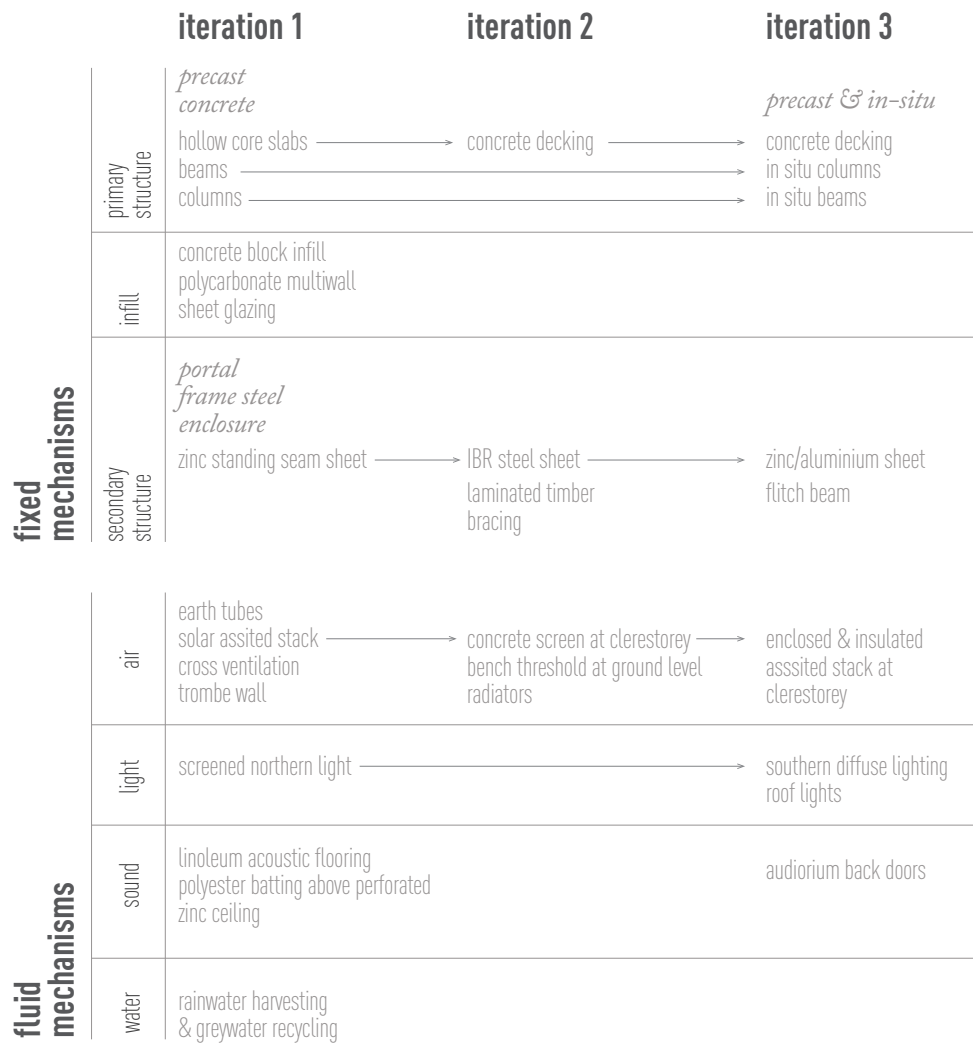 iteration 1
iteration 2
iteration 3
fixed
mechanisms
primary
structure
precast
concrete
precast & in-situ
hollow core slabs
concrete decking
concrete decking
beams
in situ columns
columns
in situ beams
infill
concrete block infill
polycarbonate multiwall
sheet glazing
secondary
structure
portal
frame steel
enclosure
zinc standing seam sheet
IBR steel sheet
zinc/aluminium sheet
laminated timber
bracing
flitch beam
fluid
mechanisms
air
earth tubes
solar assited stack
cross ventilation
trombe wall
concrete screen at clerestorey
bench threshold at ground level
radiators
enclosed & insulated
asssited stack at
clerestorey
light
screened northern light
southern diffuse lighting
roof lights
sound
linoleum acoustic flooring
polyester batting above perforated
zinc ceiling
audiorium back doors
water
rainwater harvesting
& greywater recycling